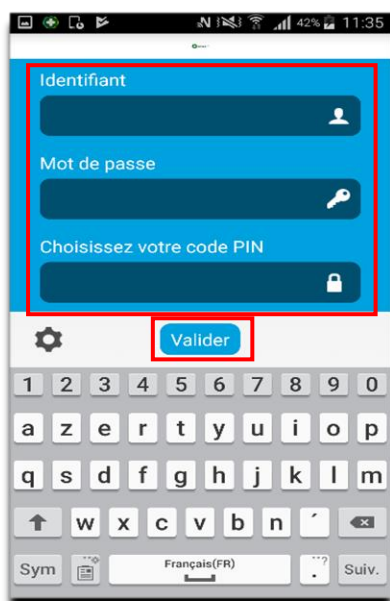 N 42% 11:35
Identifiant
Mot de passe
Choisissez votre code PIN
Valider
1 2 3 4 5 6 7 8 9 0
a z e r t y u i o p
q s d f g h j k l m
w x c v b n ´
Sym Français(FR) . ...? Suiv.